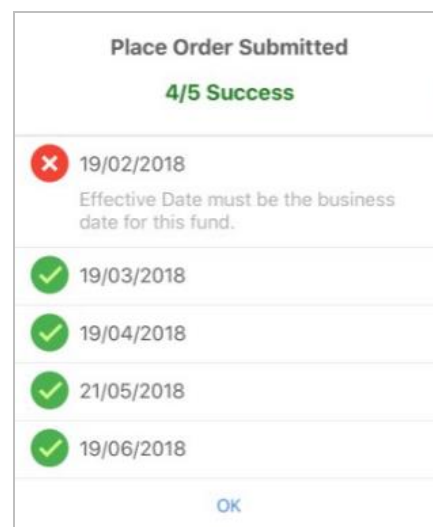 Place Order Submitted
4/5 Success
19/02/2018
Effective Date must be the business
date for this fund.
19/03/2018
19/04/2018
21/05/2018
19/06/2018
OK